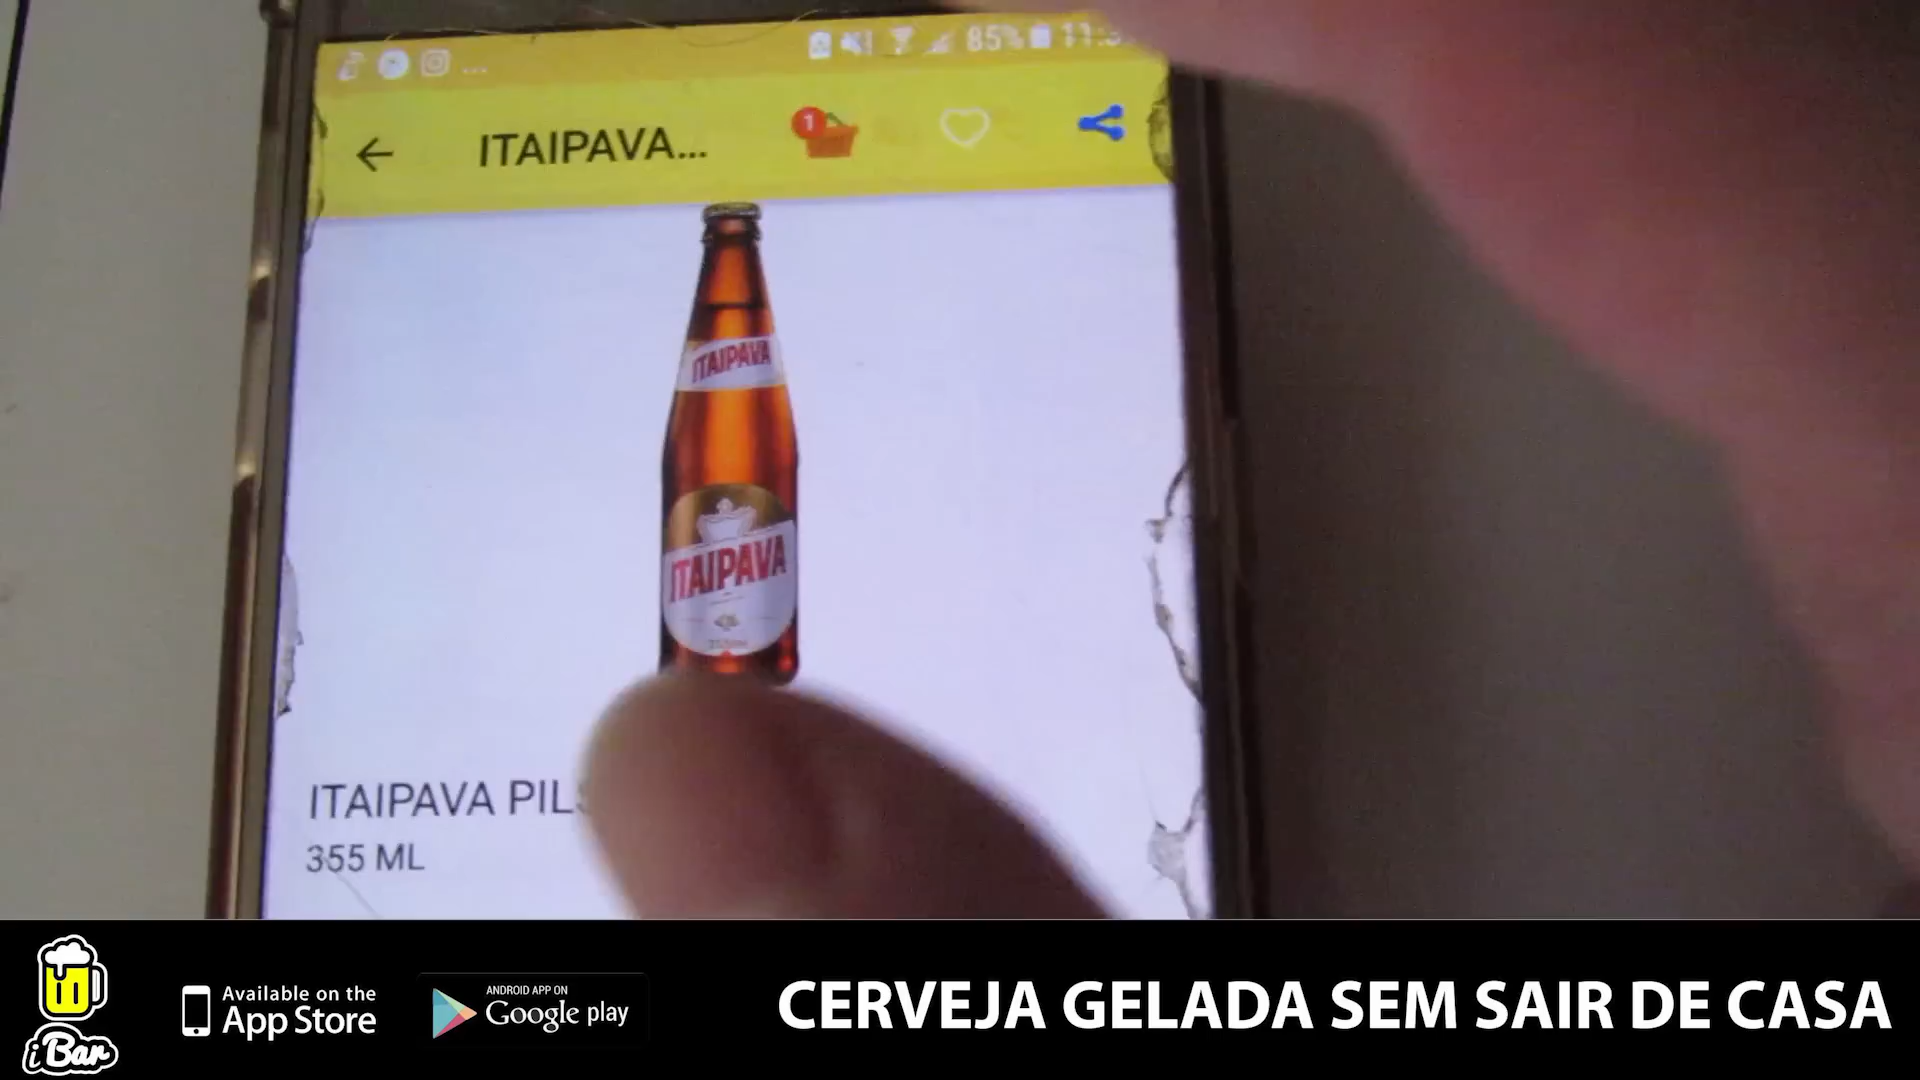 85%
ITAIPAVA...
1
ITAIPAVA
ITAIPAVA
ITAIPAVA
355 ML
iBar
Available on the
App Store
ANDROID APP ON
Google play
CERVEJA GELADA SEM SAIR DE CASA